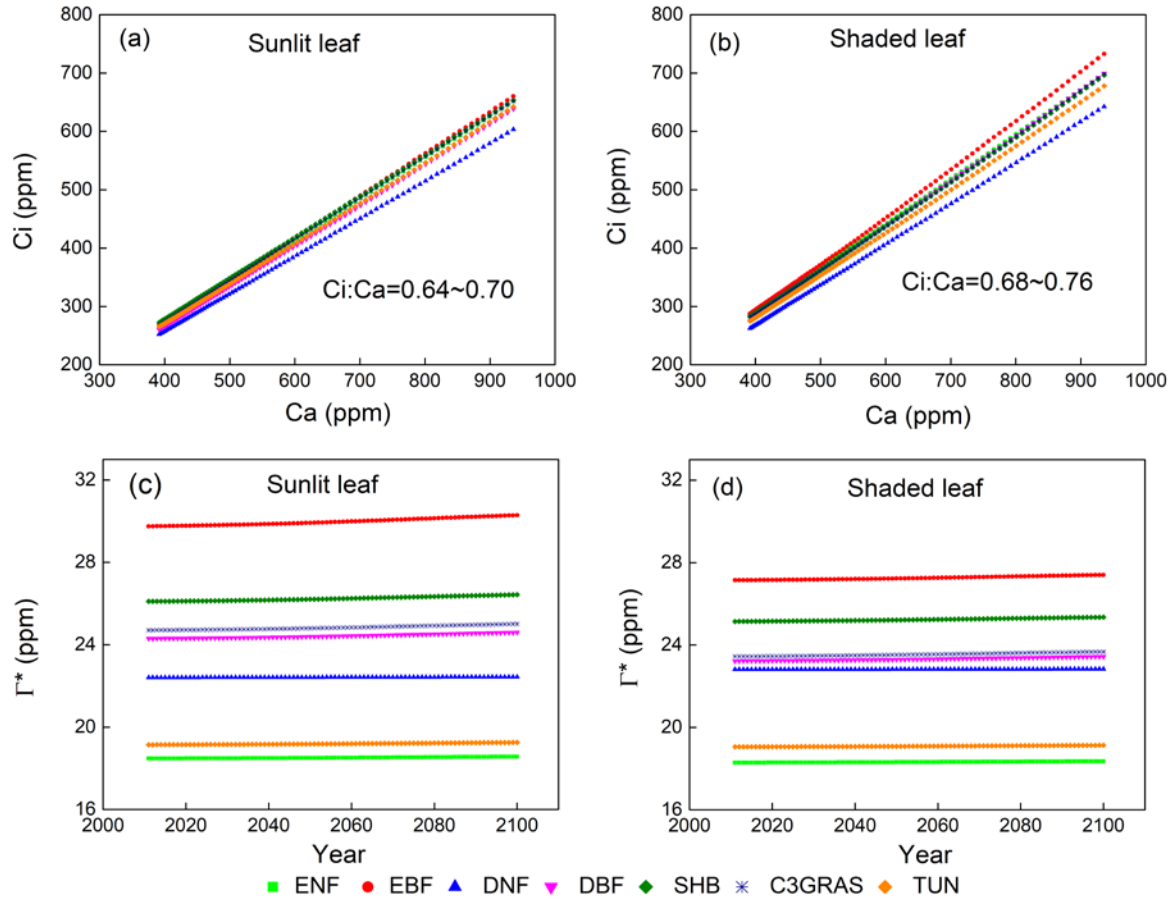 (a) Sunlit leaf
800
700
600
500
400
300
200
Ci (ppm)
Ci:Ca=0.64~0.70
300 400 500 600 700 800 900 1000
Ca (ppm)
(b) Shaded leaf
800
700
600
500
400
300
200
Ci (ppm)
Ci:Ca=0.68~0.76
300 400 500 600 700 800 900 1000
Ca (ppm)
(c) Sunlit leaf
32
28
24
20
16
Γ* (ppm)
2000 2020 2040 2060 2080 2100
Year
(d) Shaded leaf
32
28
24
20
16
Γ* (ppm)
2000 2020 2040 2060 2080 2100
Year
ENF EBF DNF DBF SHB C3GRAS TUN